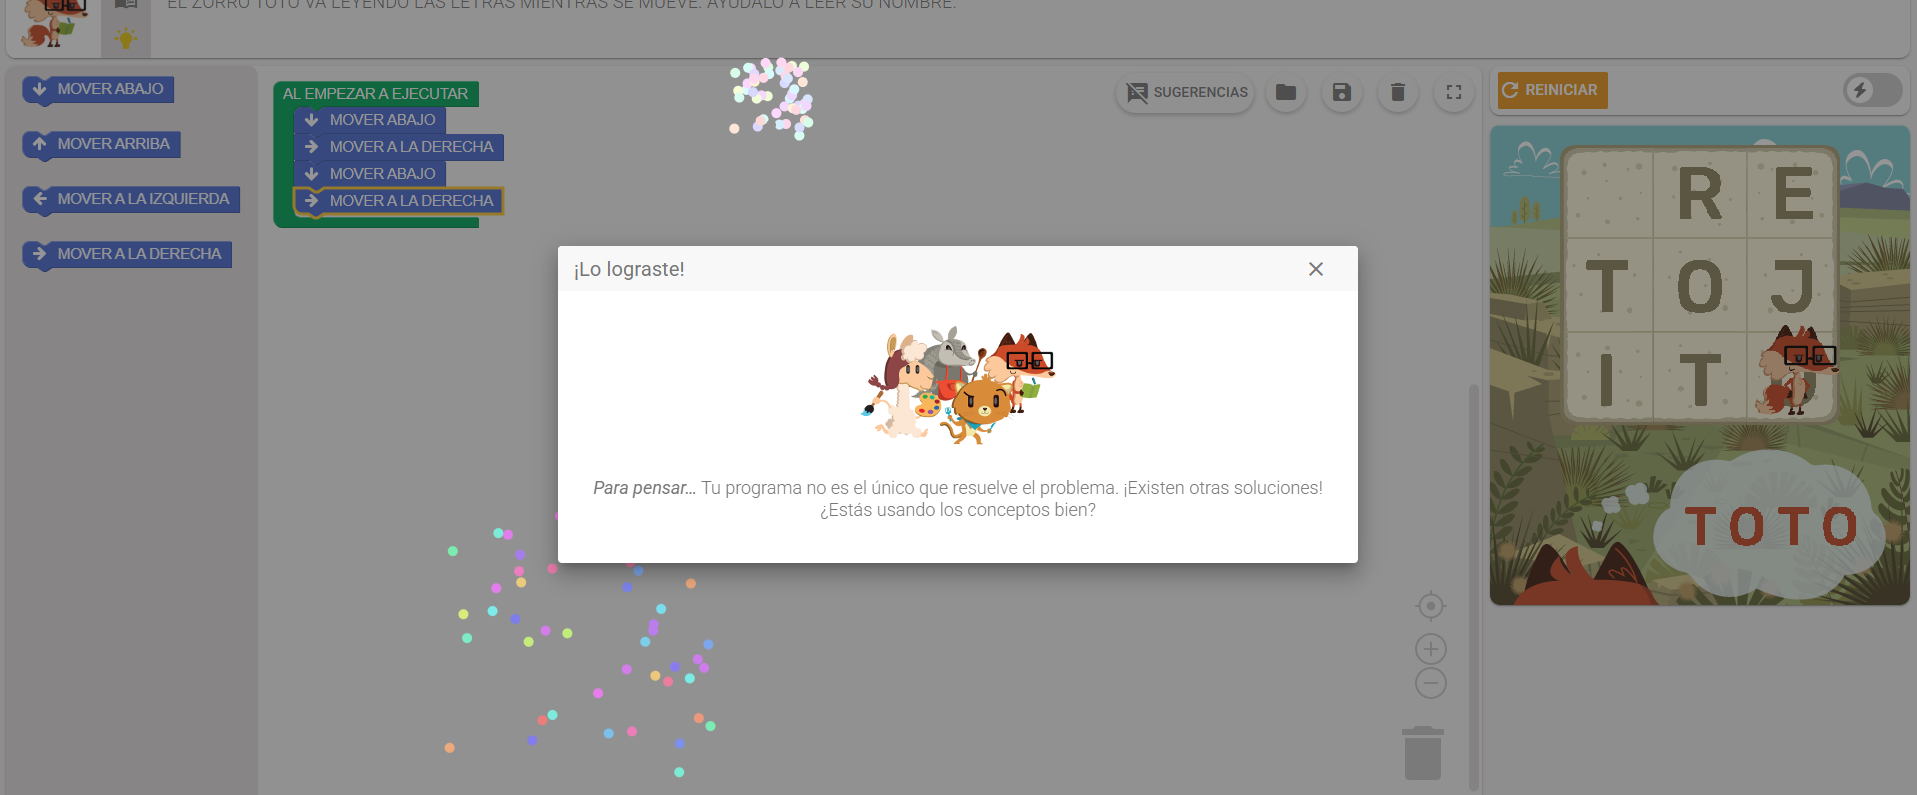 EL ZORRO TOTO VA LEYENDO LAS LETRAS MIENTRAS SE MUEVE. AYUDALO A LEER SU NOMBRE.
MOVER ABAJO
MOVER ARRIBA
MOVER A LA IZQUIERDA
MOVER A LA DERECHA
AL EMPEZAR A EJECUTAR
MOVER ABAJO
MOVER A LA DERECHA
MOVER ABAJO
MOVER A LA DERECHA
SUGERENCIAS
¡Lo lograste!
Para pensar... Tu programa no es el único que resuelve el problema. ¡Existen otras soluciones!
¿Estás usando los conceptos bien?
REINICIAR
R E
T O J
I T
TOTO